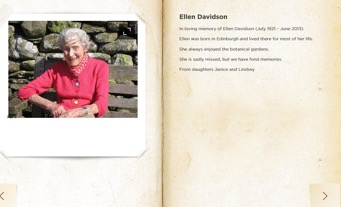 Ellen Davidson
In loving memory of Ellen Davidson (July 1921 - June 2013)
Ellen was born in Edinburgh and lived there for most of her life.
She always enjoyed the botanical gardens.
She is sadly missed, but we have fond memories.
From daughters Janice and Lindsey